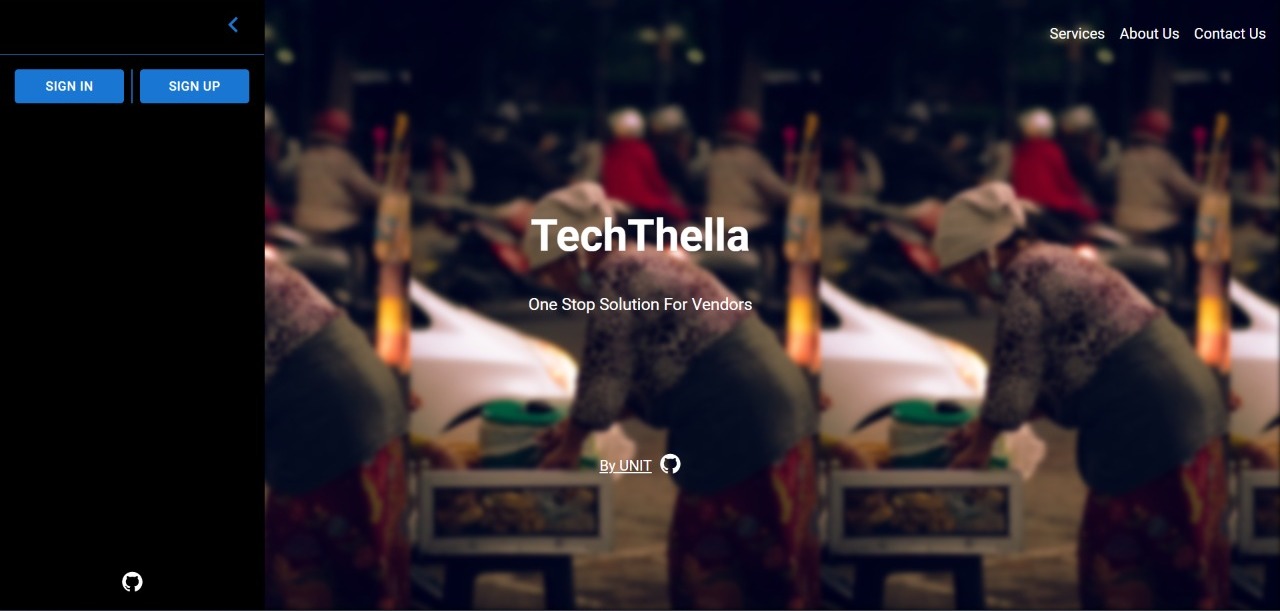 Services About Us Contact Us
SIGN IN SIGN UP
TechThella
One Stop Solution For Vendors
By UNIT